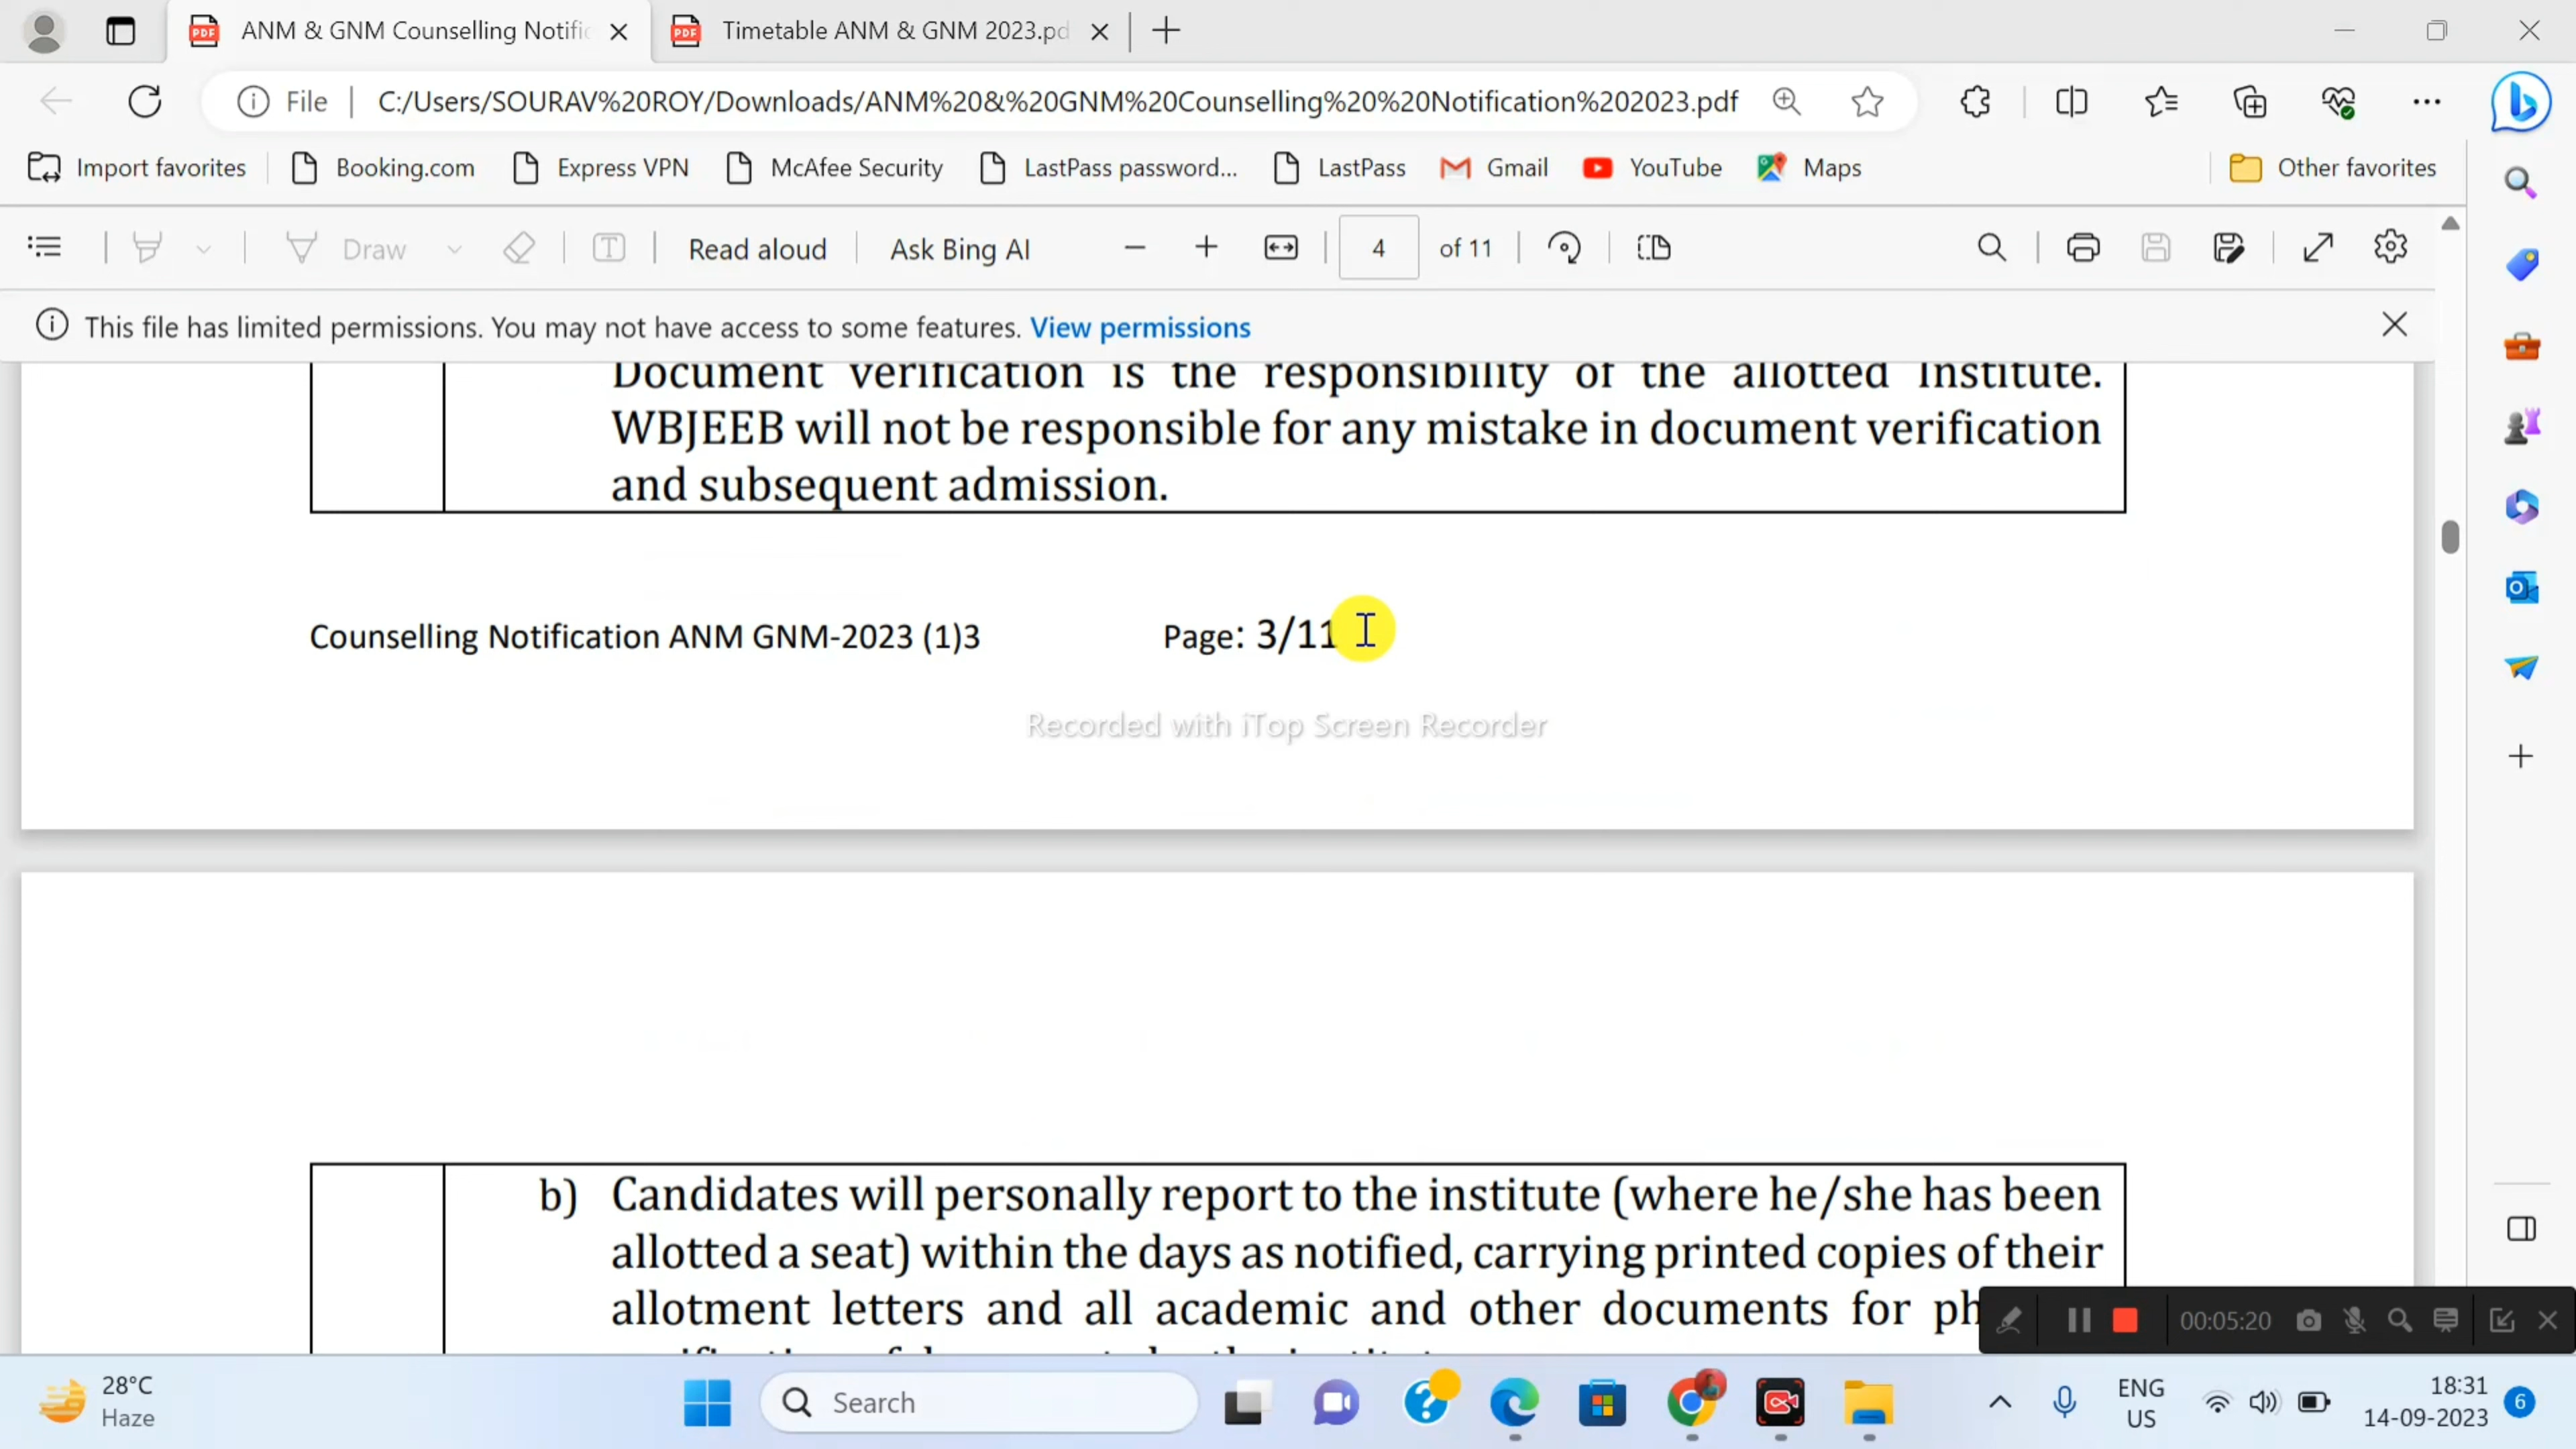 ANM & GNM Counselling Notific
Timetable ANM & GNM 2023.pd
File
C:/Users/SOURAV%20ROY/Downloads/ANM%20&%20GNM%20Counselling%20%20Notification%202023.pdf
Import favorites
Booking.com
Express VPN
McAfee Security
LastPass password...
LastPass
Gmail
YouTube
Maps
Other favorites
Draw
Read aloud
Ask Bing AI
4 of 11
This file has limited permissions. You may not have access to some features. View permissions
Document verification is the responsibility of the allotted Institute.
WBJEEB will not be responsible for any mistake in document verification
and subsequent admission.
Counselling Notification ANM GNM-2023 (1)3 Page: 3/11
Recorded with iTop Screen Recorder
b) Candidates will personally report to the institute (where he/she has been
allotted a seat) within the days as notified, carrying printed copies of their
allotment letters and all academic and other documents for ph
00:05:20
28°C
Haze
Search
ENG
US
18:31
14-09-2023
6